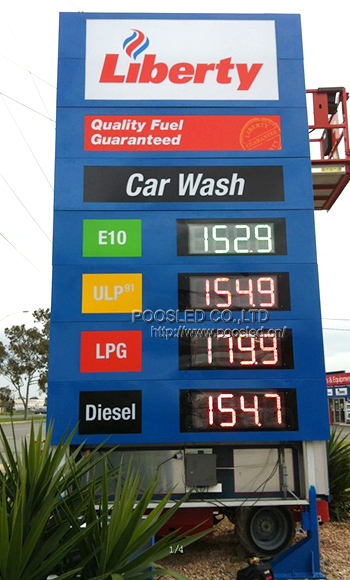 Liberty
Quality Fuel
Guaranteed
LIBERTY
Car Wash
E10 152.9
ULP91 154.9
POOSLED CO.,LTD
http://www.poosled.cn/
LPG 179.9
Diesel 154.7
1/4